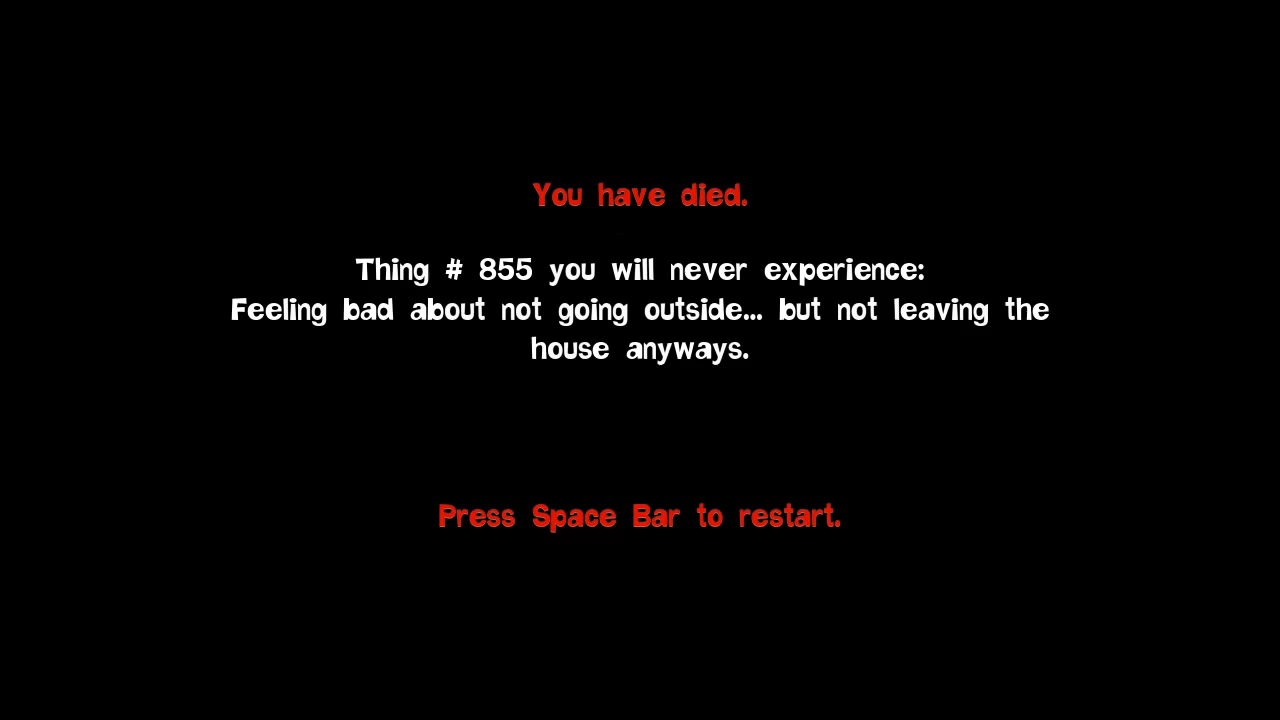 You have died.
Thing # 855 you will never experience:
Feeling bad about not going outside... but not leaving the
house anyways.
Press Space Bar to restart.